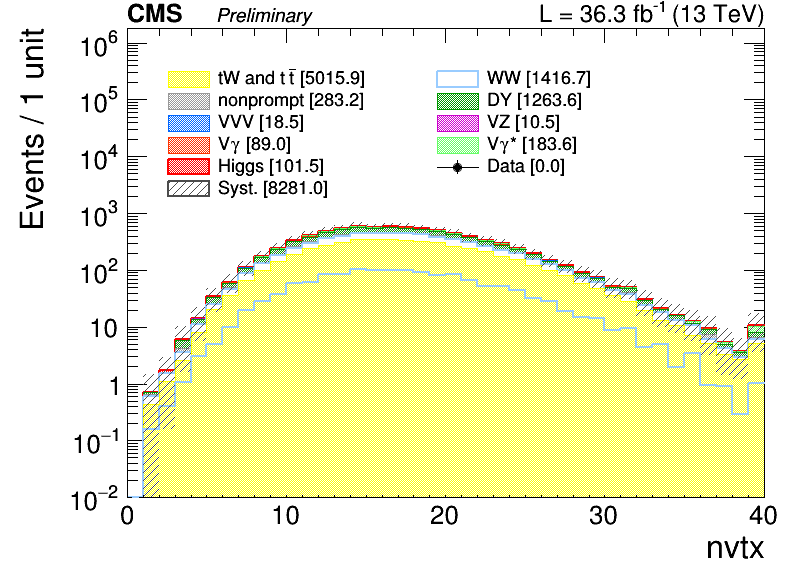 CMS Preliminary L = 36.3 fb⁻¹ (13 TeV)
Events / 1 unit
10⁶
10⁵
10⁴
10³
10²
10
1
10⁻¹
10⁻²
tW and tt̄ [5015.9]
nonprompt [283.2]
VVV [18.5]
Vγ [89.0]
Higgs [101.5]
Syst. [8281.0]
WW [1416.7]
DY [1263.6]
VZ [10.5]
Vγ* [183.6]
Data [0.0]
0 10 20 30 40
nvtx